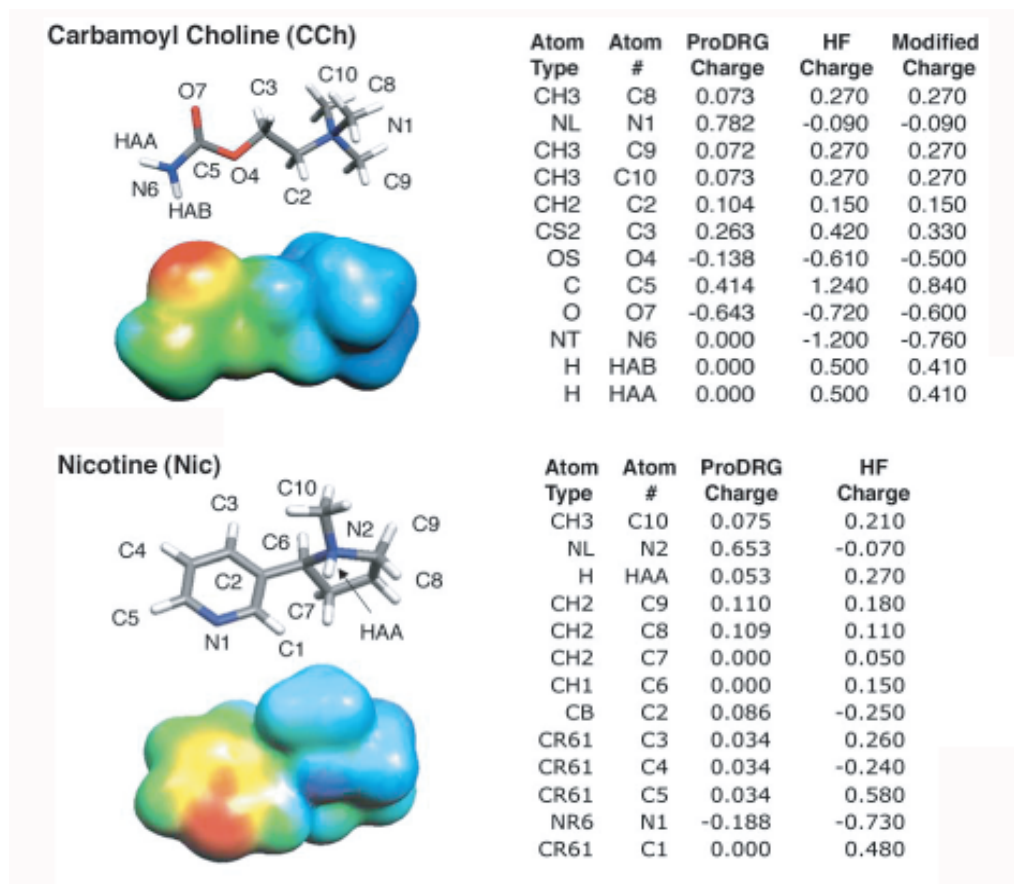 Carbamoyl Choline (CCh)
O7 C3 C10 C8
HAA N1
N6 C5 O4 C2 C9
HAB
Atom Atom ProDRG HF Modified
Type # Charge Charge Charge
CH3 C8 0.073 0.270 0.270
NL N1 0.782 -0.090 -0.090
CH3 C9 0.072 0.270 0.270
CH3 C10 0.073 0.270 0.270
CH2 C2 0.104 0.150 0.150
CS2 C3 0.263 0.420 0.330
OS O4 -0.138 -0.610 -0.500
C C5 0.414 1.240 0.840
O O7 -0.643 -0.720 -0.600
NT N6 0.000 -1.200 -0.760
H HAB 0.000 0.500 0.410
H HAA 0.000 0.500 0.410
Nicotine (Nic)
C3 C10
C4 C6 N2 C9
C2 C8
C5 C7
N1 C1 HAA
Atom Atom ProDRG HF
Type # Charge Charge
CH3 C10 0.075 0.210
NL N2 0.653 -0.070
H HAA 0.053 0.270
CH2 C9 0.110 0.180
CH2 C8 0.109 0.110
CH2 C7 0.000 0.050
CH1 C6 0.000 0.150
CB C2 0.086 -0.250
CR61 C3 0.034 0.260
CR61 C4 0.034 -0.240
CR61 C5 0.034 0.580
NR6 N1 -0.188 -0.730
CR61 C1 0.000 0.480